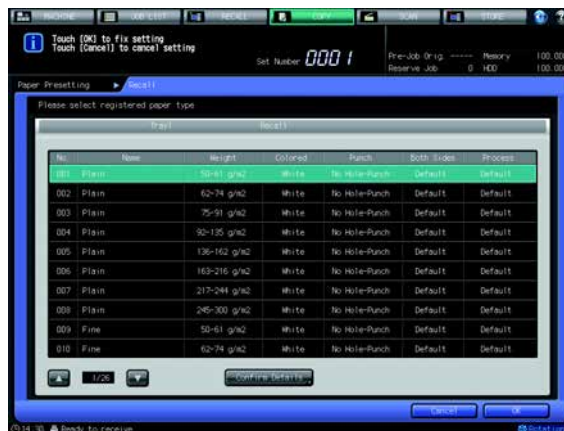 MACHINE JOB LIST RECALL COPY SCAN STORE ?
Touch [OK] to fix setting
Touch [Cancel] to cancel setting
Set Number 0001
Pre-Job Orig. ----- Memory 100.00
Reserve Job 0 HDD 100.00
Paper Presetting ▶ Recall
Please select registered paper type
Tray1 Recall
No. Name Weight Colored Punch Both Sides Process
001 Plain 50-61 g/m2 White No Hole-Punch Default Default
002 Plain 62-74 g/m2 White No Hole-Punch Default Default
003 Plain 75-91 g/m2 White No Hole-Punch Default Default
004 Plain 92-135 g/m2 White No Hole-Punch Default Default
005 Plain 136-162 g/m2 White No Hole-Punch Default Default
006 Plain 163-216 g/m2 White No Hole-Punch Default Default
007 Plain 217-244 g/m2 White No Hole-Punch Default Default
008 Plain 245-300 g/m2 White No Hole-Punch Default Default
009 Fine 50-61 g/m2 White No Hole-Punch Default Default
010 Fine 62-74 g/m2 White No Hole-Punch Default Default
1/26 Confirm Details
Cancel OK
14:30 Ready to receive Rotation